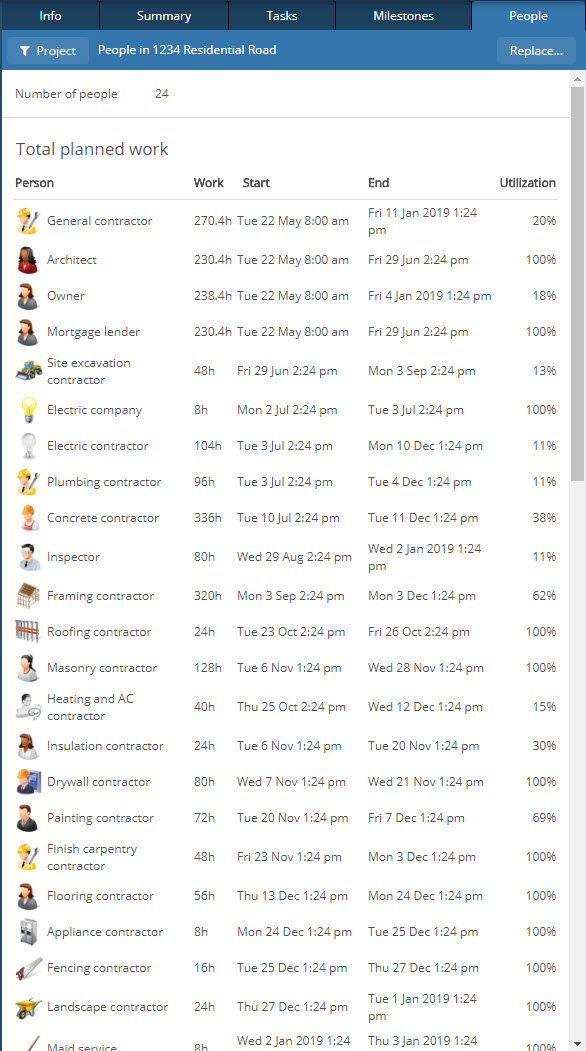 Info Summary Tasks Milestones People
Project People in 1234 Residential Road Replace...
Number of people 24
Total planned work
Person Work Start End Utilization
General contractor 270.4h Tue 22 May 8:00 am Fri 11 Jan 2019 1:24 pm 20%
Architect 230.4h Tue 22 May 8:00 am Fri 29 Jun 2:24 pm 100%
Owner 238.4h Tue 22 May 8:00 am Fri 4 Jan 2019 1:24 pm 18%
Mortgage lender 230.4h Tue 22 May 8:00 am Fri 29 Jun 2:24 pm 100%
Site excavation contractor 48h Fri 29 Jun 2:24 pm Mon 3 Sep 2:24 pm 13%
Electric company 8h Mon 2 Jul 2:24 pm Tue 3 Jul 2:24 pm 100%
Electric contractor 104h Tue 3 Jul 2:24 pm Mon 10 Dec 1:24 pm 11%
Plumbing contractor 96h Tue 3 Jul 2:24 pm Tue 4 Dec 1:24 pm 11%
Concrete contractor 336h Tue 10 Jul 2:24 pm Tue 11 Dec 1:24 pm 38%
Inspector 80h Wed 29 Aug 2:24 pm Wed 2 Jan 2019 1:24 pm 11%
Framing contractor 320h Mon 3 Sep 2:24 pm Mon 3 Dec 1:24 pm 62%
Roofing contractor 24h Tue 23 Oct 2:24 pm Fri 26 Oct 2:24 pm 100%
Masonry contractor 128h Tue 6 Nov 1:24 pm Wed 28 Nov 1:24 pm 100%
Heating and AC contractor 40h Thu 25 Oct 2:24 pm Wed 12 Dec 1:24 pm 15%
Insulation contractor 24h Tue 6 Nov 1:24 pm Tue 20 Nov 1:24 pm 30%
Drywall contractor 80h Wed 7 Nov 1:24 pm Wed 21 Nov 1:24 pm 100%
Painting contractor 72h Tue 20 Nov 1:24 pm Fri 7 Dec 1:24 pm 69%
Finish carpentry contractor 48h Fri 23 Nov 1:24 pm Mon 3 Dec 1:24 pm 100%
Flooring contractor 56h Thu 13 Dec 1:24 pm Mon 24 Dec 1:24 pm 100%
Appliance contractor 8h Mon 24 Dec 1:24 pm Tue 25 Dec 1:24 pm 100%
Fencing contractor 16h Tue 25 Dec 1:24 pm Thu 27 Dec 1:24 pm 100%
Landscape contractor 24h Thu 27 Dec 1:24 pm Tue 1 Jan 2019 1:24 pm 100%
Maid service 8h Wed 2 Jan 2019 1:24 Thu 3 Jan 2019 1:24 100%